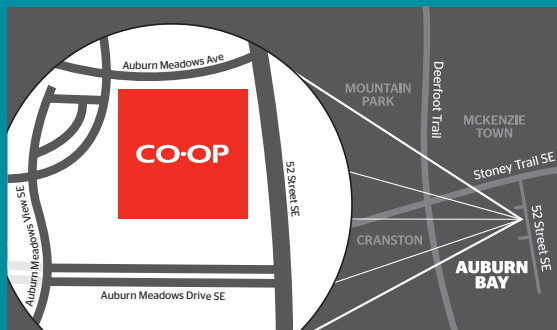 Auburn Meadows Ave
CO•OP
52 Street SE
Auburn Meadows View SE
Auburn Meadows Drive SE
MOUNTAIN
PARK
Deerfoot Trail
MCKENZIE
TOWN
Stoney Trail SE
52 Street SE
CRANSTON
AUBURN
BAY